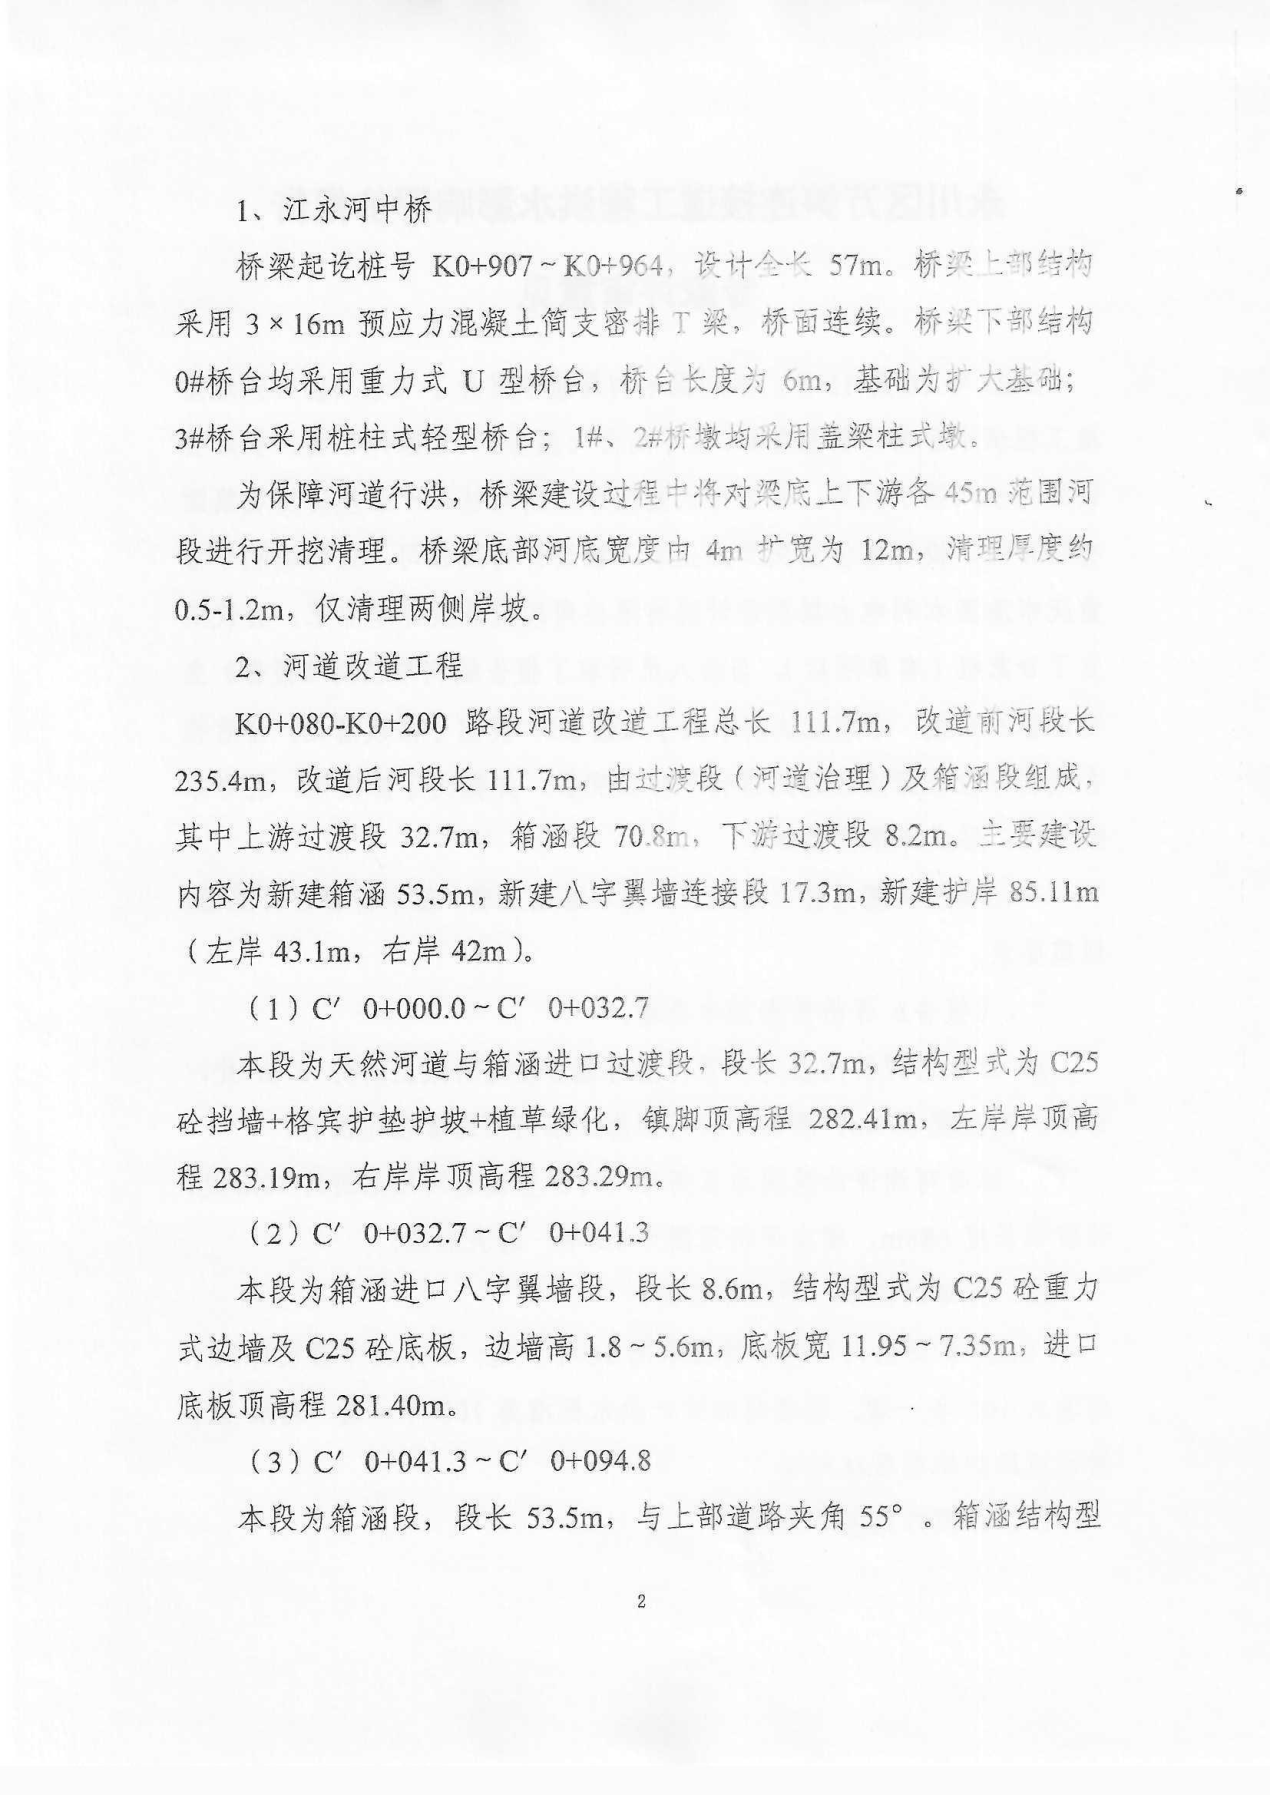 1、江永河中桥
桥梁起讫桩号 K0+907~K0+964，设计全长 57m。桥梁上部结构
采用 3×16m 预应力混凝土简支密排 T 梁，桥面连续。桥梁下部结构
0#桥台均采用重力式 U 型桥台，桥台长度为 6m，基础为扩大基础；
3#桥台采用桩柱式轻型桥台；1#、2#桥墩均采用盖梁柱式墩。
为保障河道行洪，桥梁建设过程中将对梁底上下游各 45m 范围河
段进行开挖清理。桥梁底部河底宽度由 4m 扩宽为 12m，清理厚度约
0.5-1.2m，仅清理两侧岸坡。
2、河道改道工程
K0+080-K0+200 路段河道改道工程总长 111.7m，改道前河段长
235.4m，改道后河段长 111.7m，由过渡段（河道治理）及箱涵段组成，
其中上游过渡段 32.7m，箱涵段 70.8m，下游过渡段 8.2m。主要建设
内容为新建箱涵 53.5m，新建八字翼墙连接段 17.3m，新建护岸 85.11m
（左岸 43.1m，右岸 42m）。
（1）C′ 0+000.0~C′ 0+032.7
本段为天然河道与箱涵进口过渡段，段长 32.7m，结构型式为 C25
砼挡墙+格宾护垫护坡+植草绿化，镇脚顶高程 282.41m，左岸岸顶高
程 283.19m，右岸岸顶高程 283.29m。
（2）C′ 0+032.7~C′ 0+041.3
本段为箱涵进口八字翼墙段，段长 8.6m，结构型式为 C25 砼重力
式边墙及 C25 砼底板，边墙高 1.8~5.6m，底板宽 11.95~7.35m，进口
底板顶高程 281.40m。
（3）C′ 0+041.3~C′ 0+094.8
本段为箱涵段，段长 53.5m，与上部道路夹角 55°。箱涵结构型
2